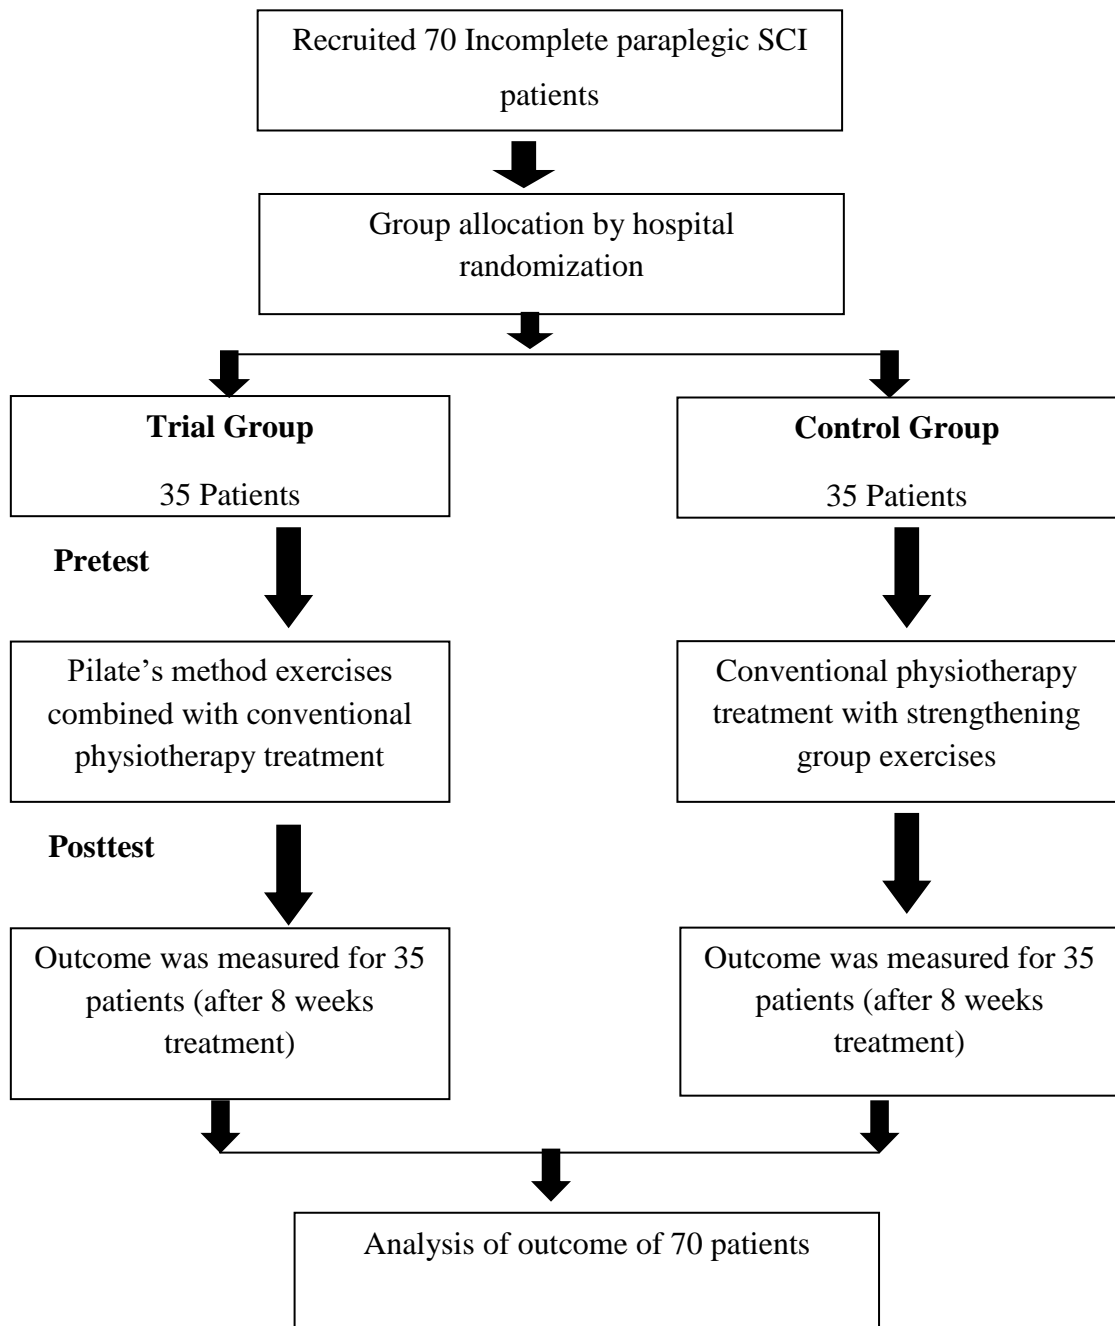 Recruited 70 Incomplete paraplegic SCI
patients
Group allocation by hospital
randomization
Trial Group
35 Patients
Control Group
35 Patients
Pretest
Pilate’s method exercises
combined with conventional
physiotherapy treatment
Conventional physiotherapy
treatment with strengthening
group exercises
Posttest
Outcome was measured for 35
patients (after 8 weeks
treatment)
Outcome was measured for 35
patients (after 8 weeks
treatment)
Analysis of outcome of 70 patients